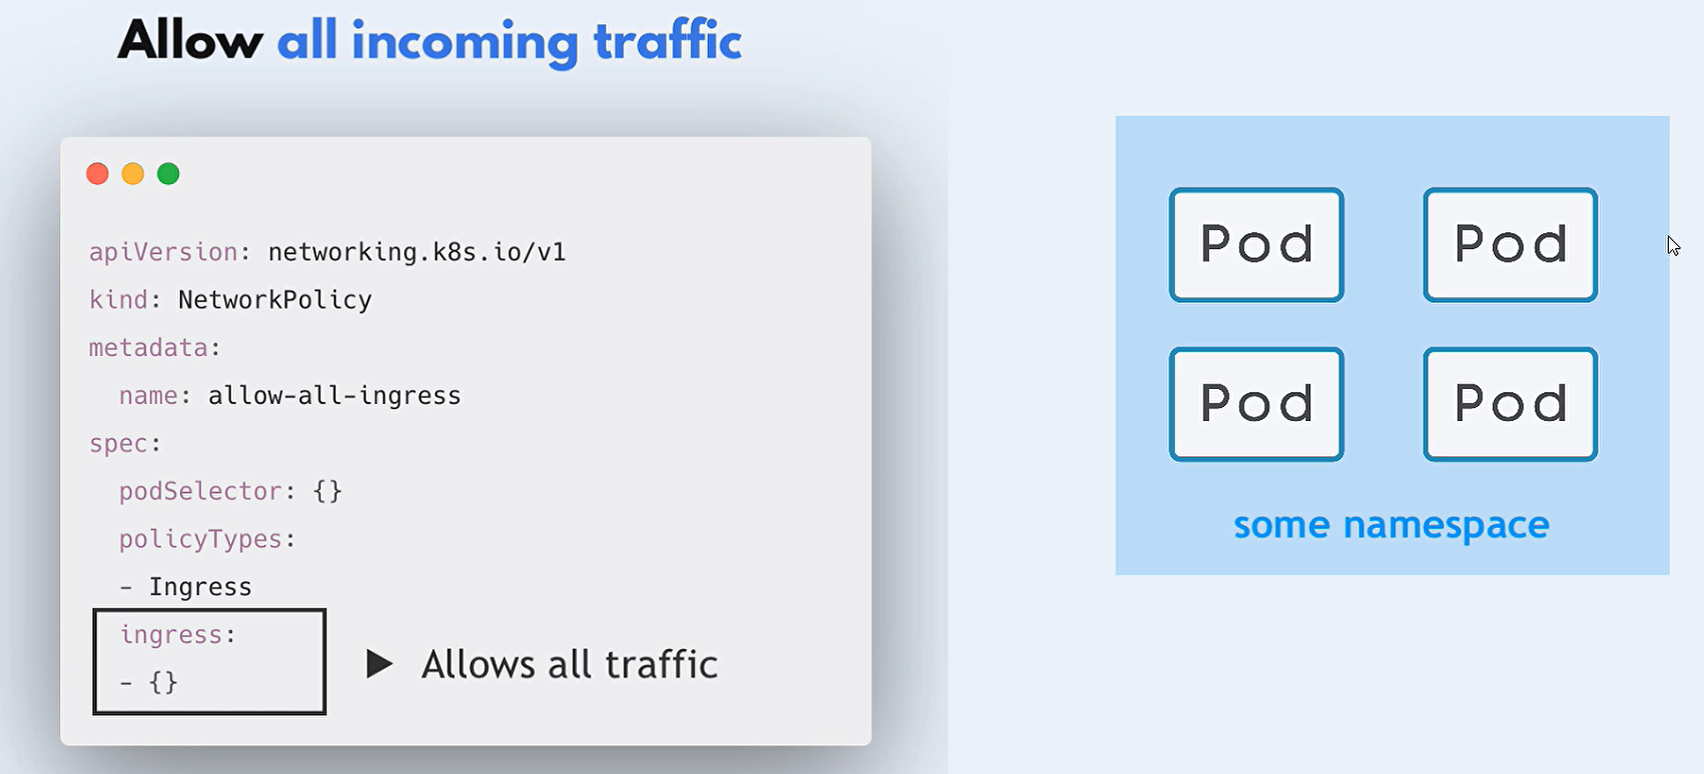 Allow all incoming traffic
apiVersion: networking.k8s.io/v1
kind: NetworkPolicy
metadata:
  name: allow-all-ingress
spec:
  podSelector: {}
  policyTypes:
  - Ingress
  ingress:
  - {}
Allows all traffic
Pod Pod
Pod Pod
some namespace